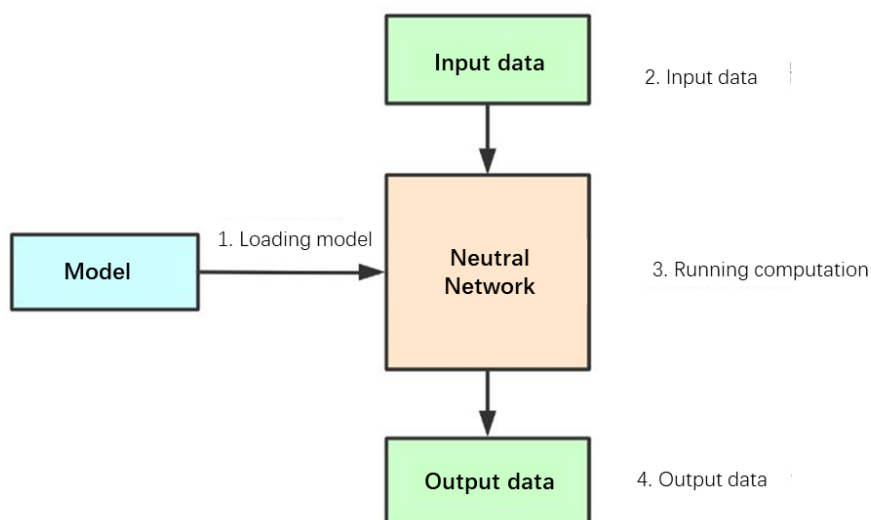 Input data
2. Input data
1. Loading model
Model
Neutral
Network
3. Running computation
Output data
4. Output data